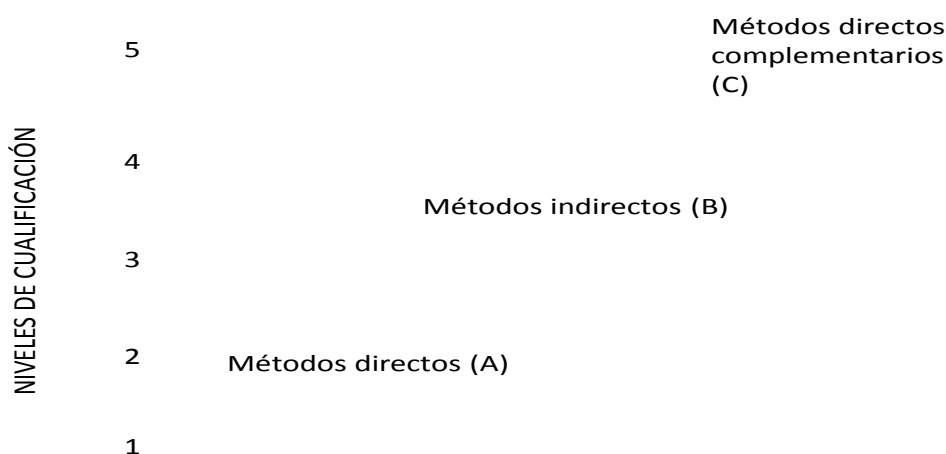 Métodos directos
complementarios
(C)
5
4
Métodos indirectos (B)
3
2
Métodos directos (A)
1
NIVELES DE CUALIFICACIÓN